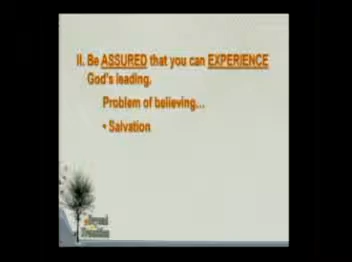 II. Be ASSURED that you can EXPERIENCE
God's leading.
Problem of believing...
• Salvation